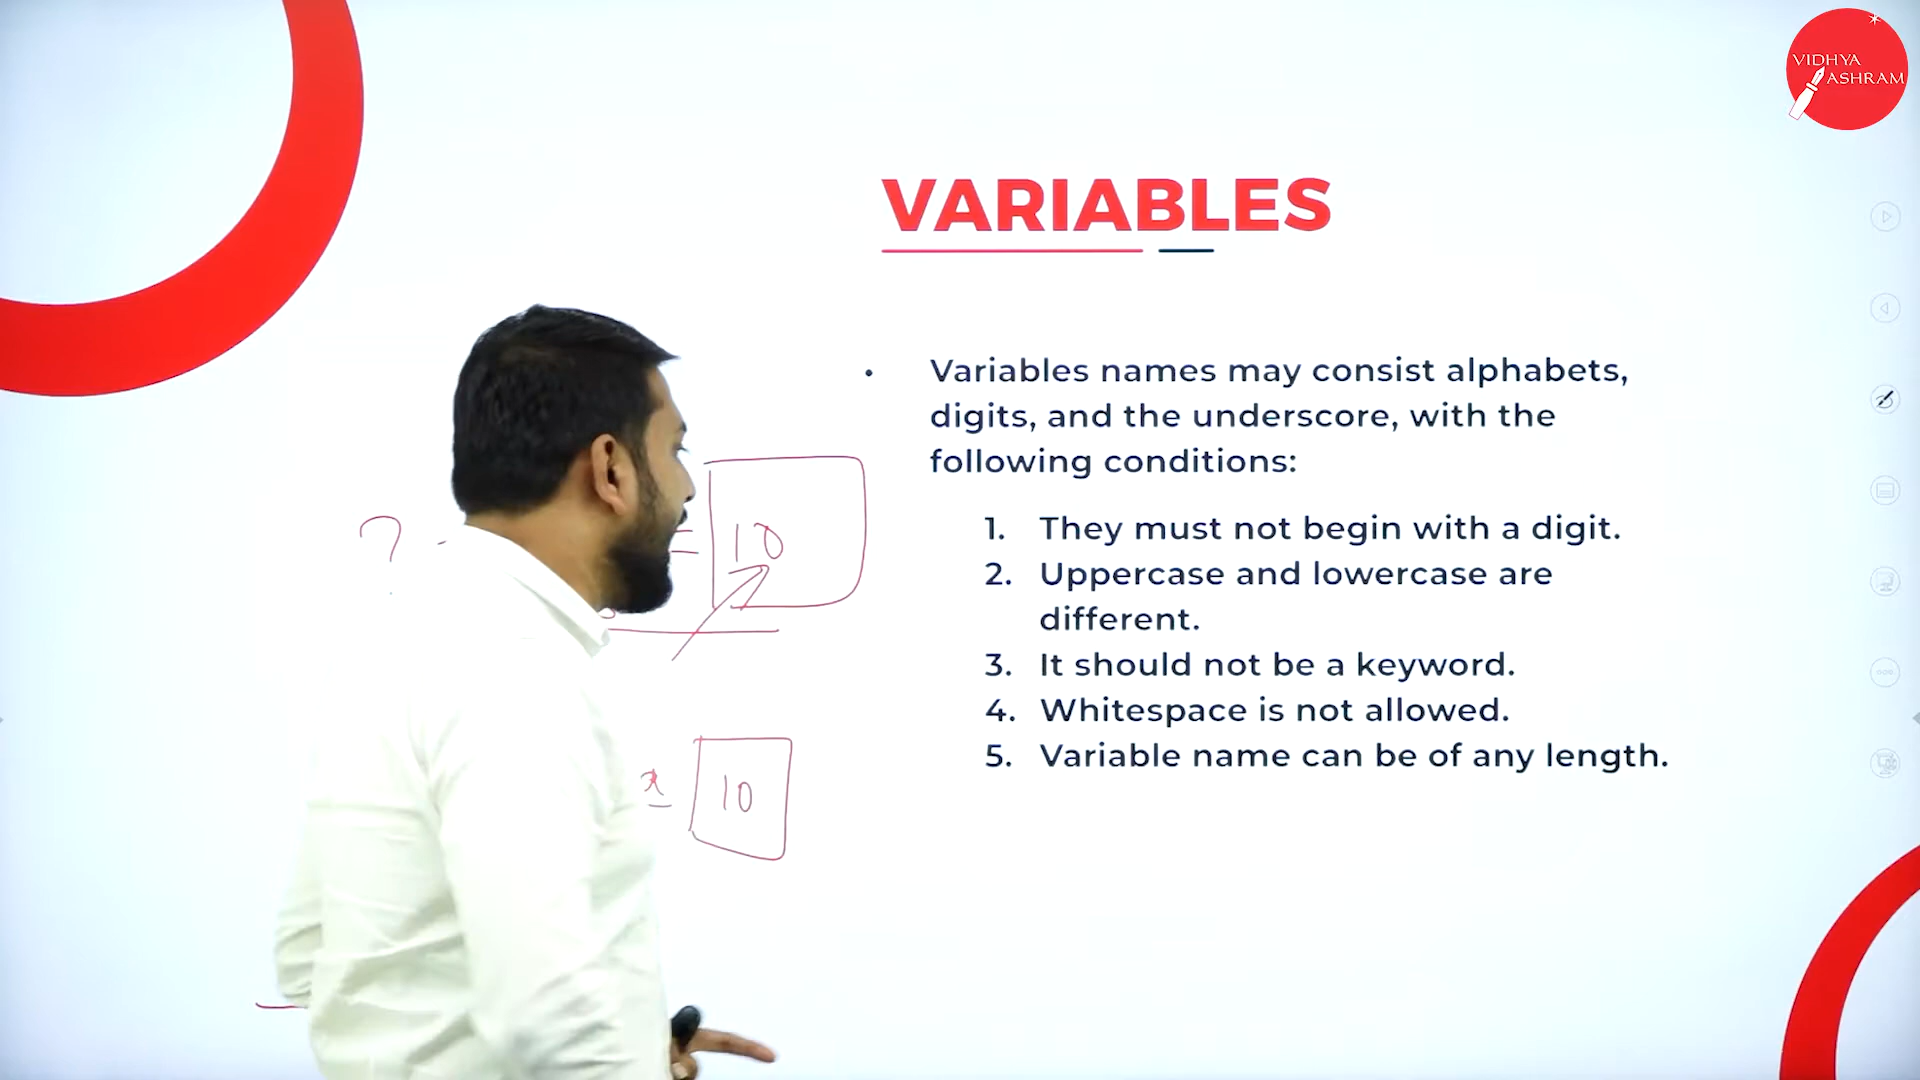 VIDHYA
ASHRAM
VARIABLES
• Variables names may consist alphabets,
digits, and the underscore, with the
following conditions:
1. They must not begin with a digit.
2. Uppercase and lowercase are
different.
3. It should not be a keyword.
4. Whitespace is not allowed.
5. Variable name can be of any length.
? = 10
x 10